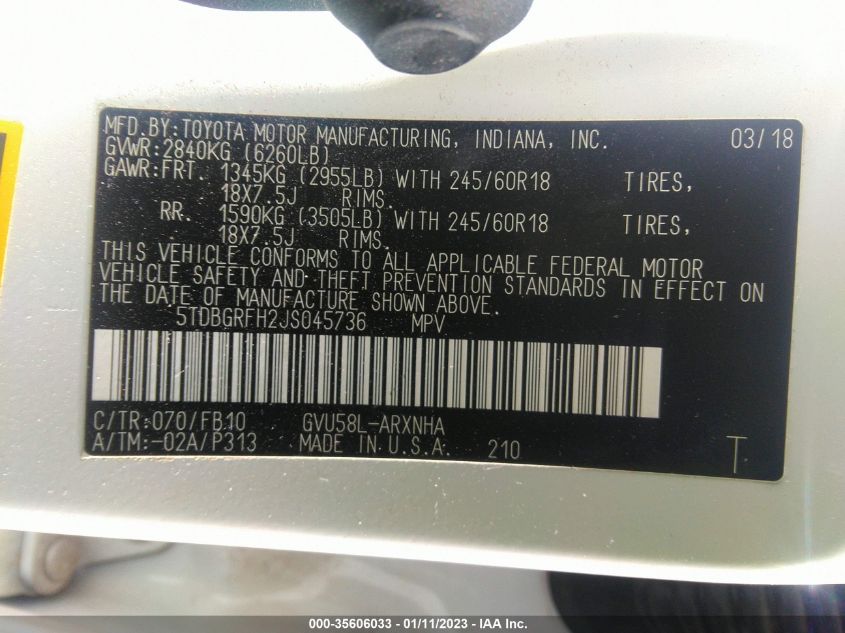 MFD.BY:TOYOTA MOTOR MANUFACTURING, INDIANA, INC. 03/18
GVWR:2840KG (6260LB)
GAWR:FRT. 1345KG (2955LB) WITH 245/60R18 TIRES,
18X7.5J RIMS.
RR. 1590KG (3505LB) WITH 245/60R18 TIRES,
18X7.5J RIMS.
THIS VEHICLE CONFORMS TO ALL APPLICABLE FEDERAL MOTOR
VEHICLE SAFETY AND THEFT PREVENTION STANDARDS IN EFFECT ON
THE DATE OF MANUFACTURE SHOWN ABOVE.
5TDBGRFH2JS045736 MPV
C/TR:070/FB10 GVU58L-ARXNHA
A/TM:-02A/P313 MADE IN U.S.A. 210 T
000-35606033 - 01/11/2023 - IAA Inc.